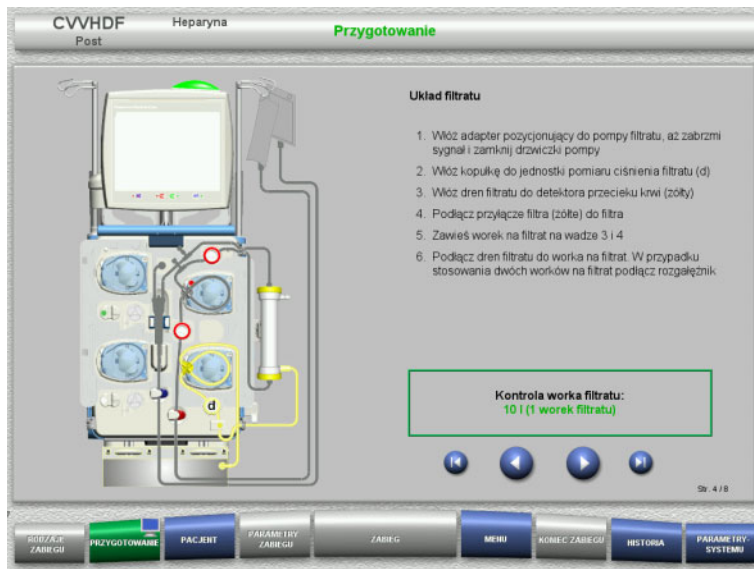 CVVHDF
Heparyna
Post
Przygotowanie
Układ filtratu
1. Włóż adapter pozycjonujący do pompy filtratu, aż zabrzmi
sygnał i zamknij drzwiczki pompy
2. Włóż kopułkę do jednostki pomiaru ciśnienia filtratu (d)
3. Włóż dren filtratu do detektora przecieku krwi (żółty)
4. Podłącz przyłącze filtra (żółte) do filtra
5. Zawieś worek na filtrat na wadze 3 i 4
6. Podłącz dren filtratu do worka na filtrat. W przypadku
stosowania dwóch worków na filtrat podłącz rozgałęźnik
d
Kontrola worka filtratu:
10 l (1 worek filtratu)
Str. 4 / 8
RODZAJE
ZABIEGU
PRZYGOTOWANIE
PACJENT
PARAMETRY
ZABIEGU
ZABIEG
MENU
KONIEC ZABIEGU
HISTORIA
PARAMETRY-
SYSTEMU